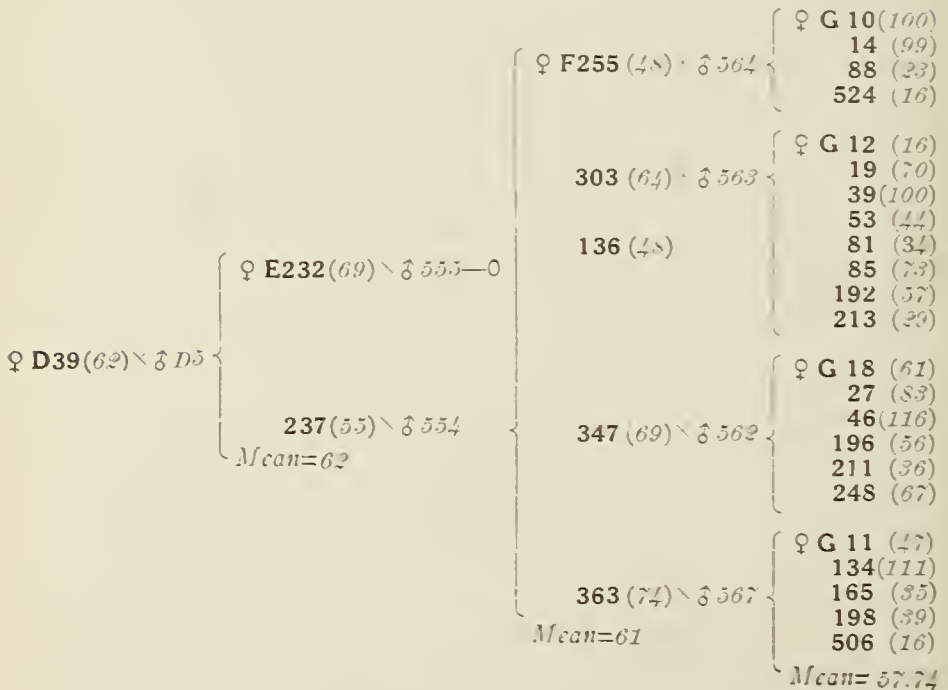 ♀ G 10 (100)
14 (99)
♀ F255 (48) × ♂ 564
88 (23)
524 (16)
♀ G 12 (16)
19 (70)
303 (64) × ♂ 563
39 (100)
53 (44)
136 (48)
81 (34)
♀ E232 (69) × ♂ 555—0
85 (73)
192 (57)
213 (29)
♀ D39 (62) × ♂ D5
♀ G 18 (61)
27 (83)
237 (55) × ♂ 554
347 (69) × ♂ 562
46 (116)
Mean=62
196 (56)
211 (36)
248 (67)
♀ G 11 (47)
134 (111)
363 (74) × ♂ 567
165 (35)
198 (39)
Mean=61
506 (16)
Mean= 57.74